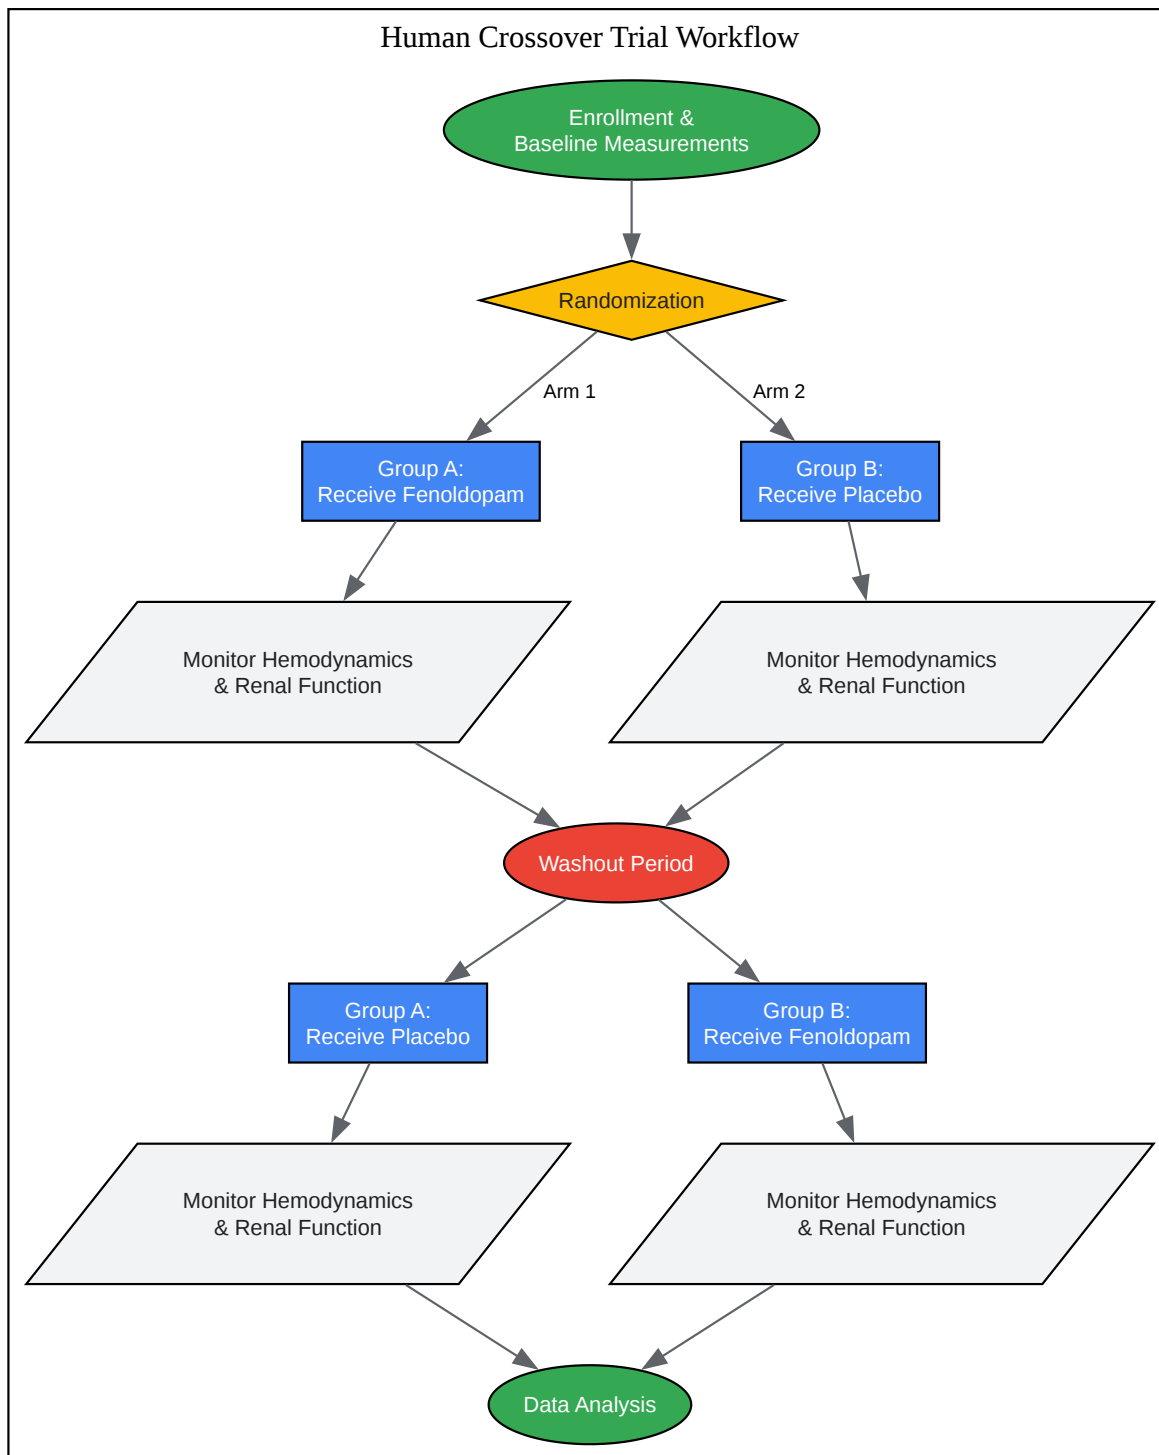 Human Crossover Trial Workflow
Enrollment &
Baseline Measurements
Randomization
Arm 1
Arm 2
Group A:
Receive Fenoldopam
Group B:
Receive Placebo
Monitor Hemodynamics
& Renal Function
Monitor Hemodynamics
& Renal Function
Washout Period
Group A:
Receive Placebo
Group B:
Receive Fenoldopam
Monitor Hemodynamics
& Renal Function
Monitor Hemodynamics
& Renal Function
Data Analysis